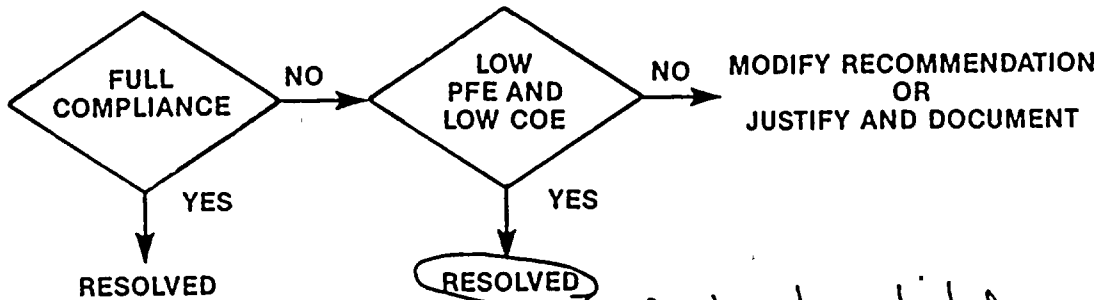 FULL
COMPLIANCE
NO
LOW
PFE AND
LOW COE
NO
MODIFY RECOMMENDATION
OR
JUSTIFY AND DOCUMENT
YES
YES
RESOLVED
RESOLVED